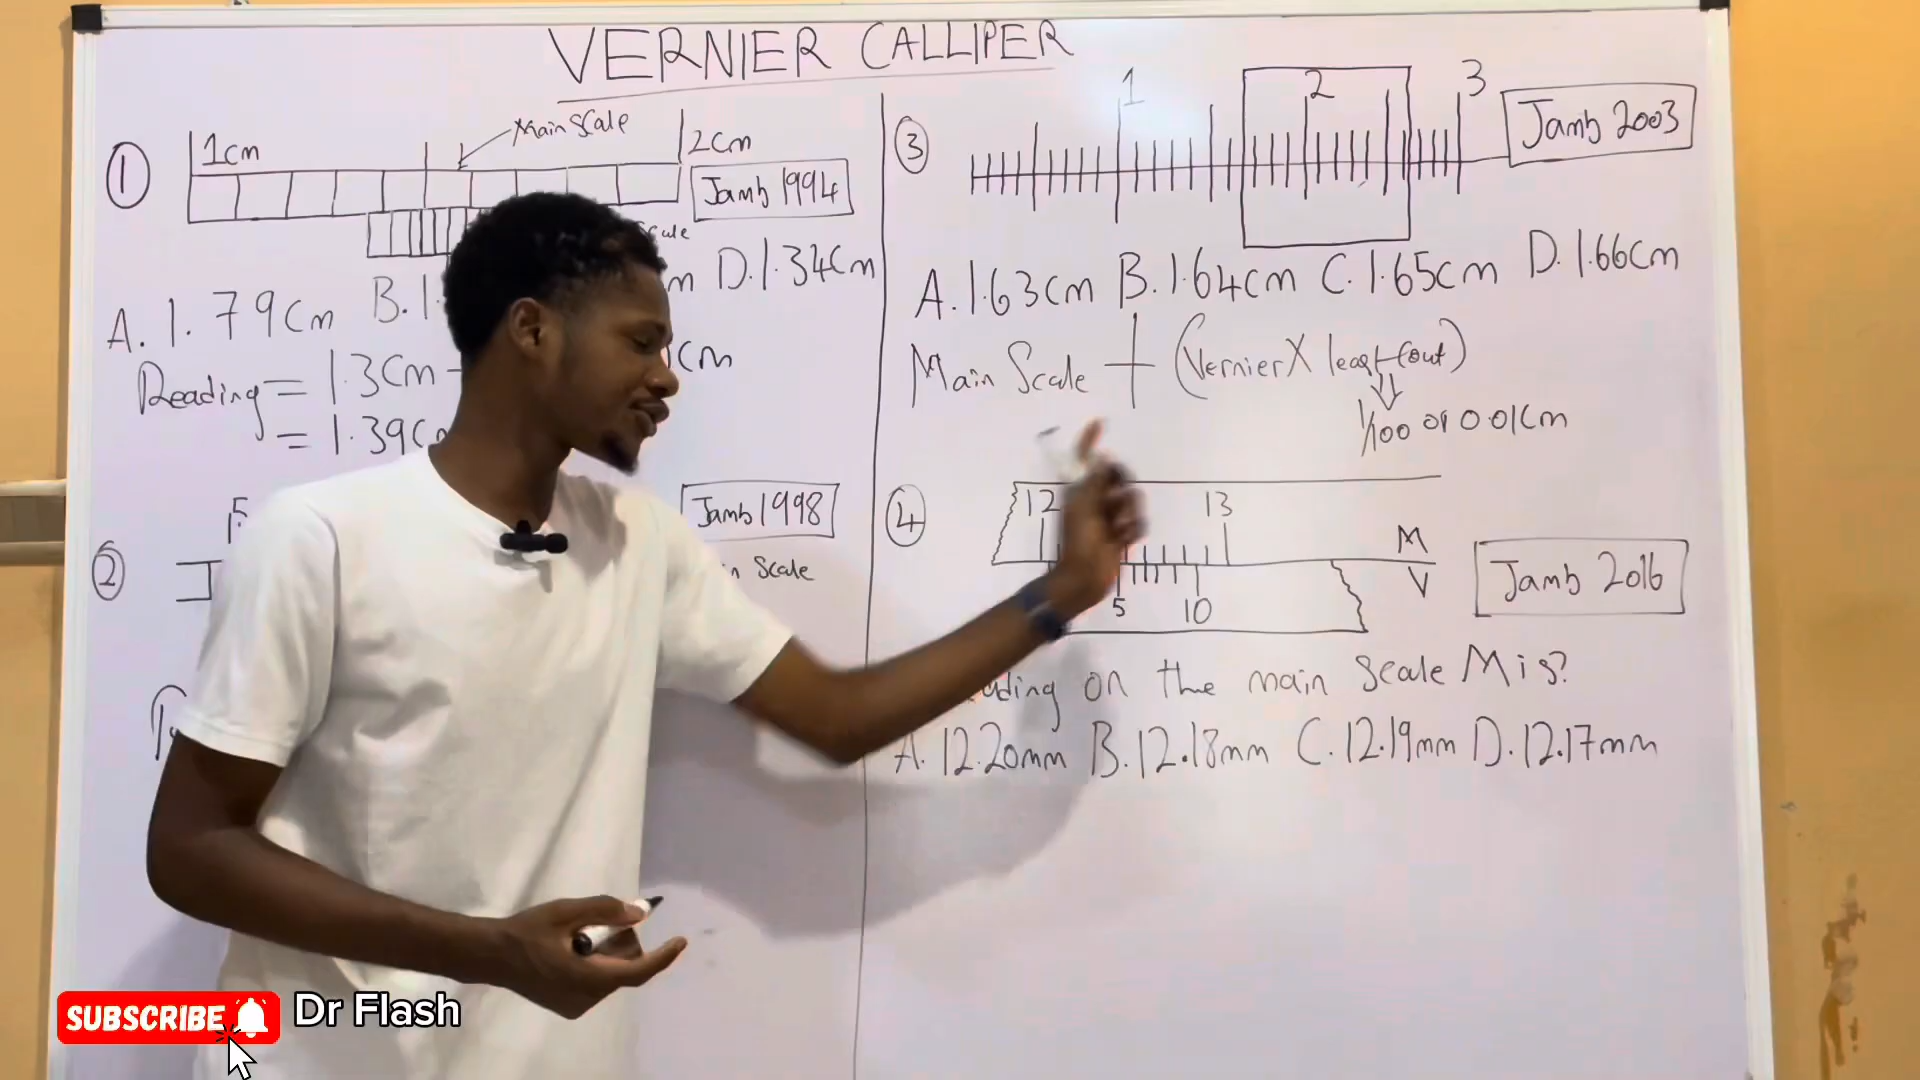 VERNIER CALLIPER
1
1cm
Main Scale
2cm
Jamb 1994
A. 1.79cm B. 1. D. 1.34cm
Reading = 1.3cm
= 1.39c
2
5
Jamb 1998
Scale
3
1
2
3
Jamb 2003
A. 1.63cm B. 1.64cm C. 1.65cm D. 1.66cm
Main Scale + (Vernier X least Count)
1/100 or 0.01cm
4
12
13
M
V
5
10
Jamb 2016
on the main Scale M is?
A. 12.20mm B. 12.18mm C. 12.19mm D. 12.17mm
SUBSCRIBE
Dr Flash